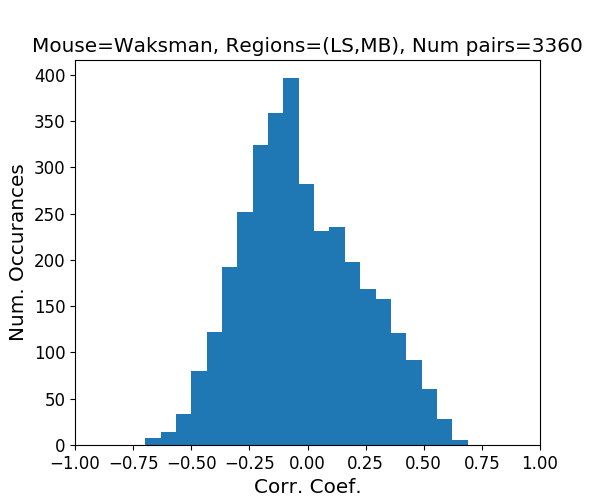 Mouse=Waksman, Regions=(LS,MB), Num pairs=3360
400
350
300
250
200
150
100
50
0
Num. Occurances
−1.00 −0.75 −0.50 −0.25 0.00 0.25 0.50 0.75 1.00
Corr. Coef.